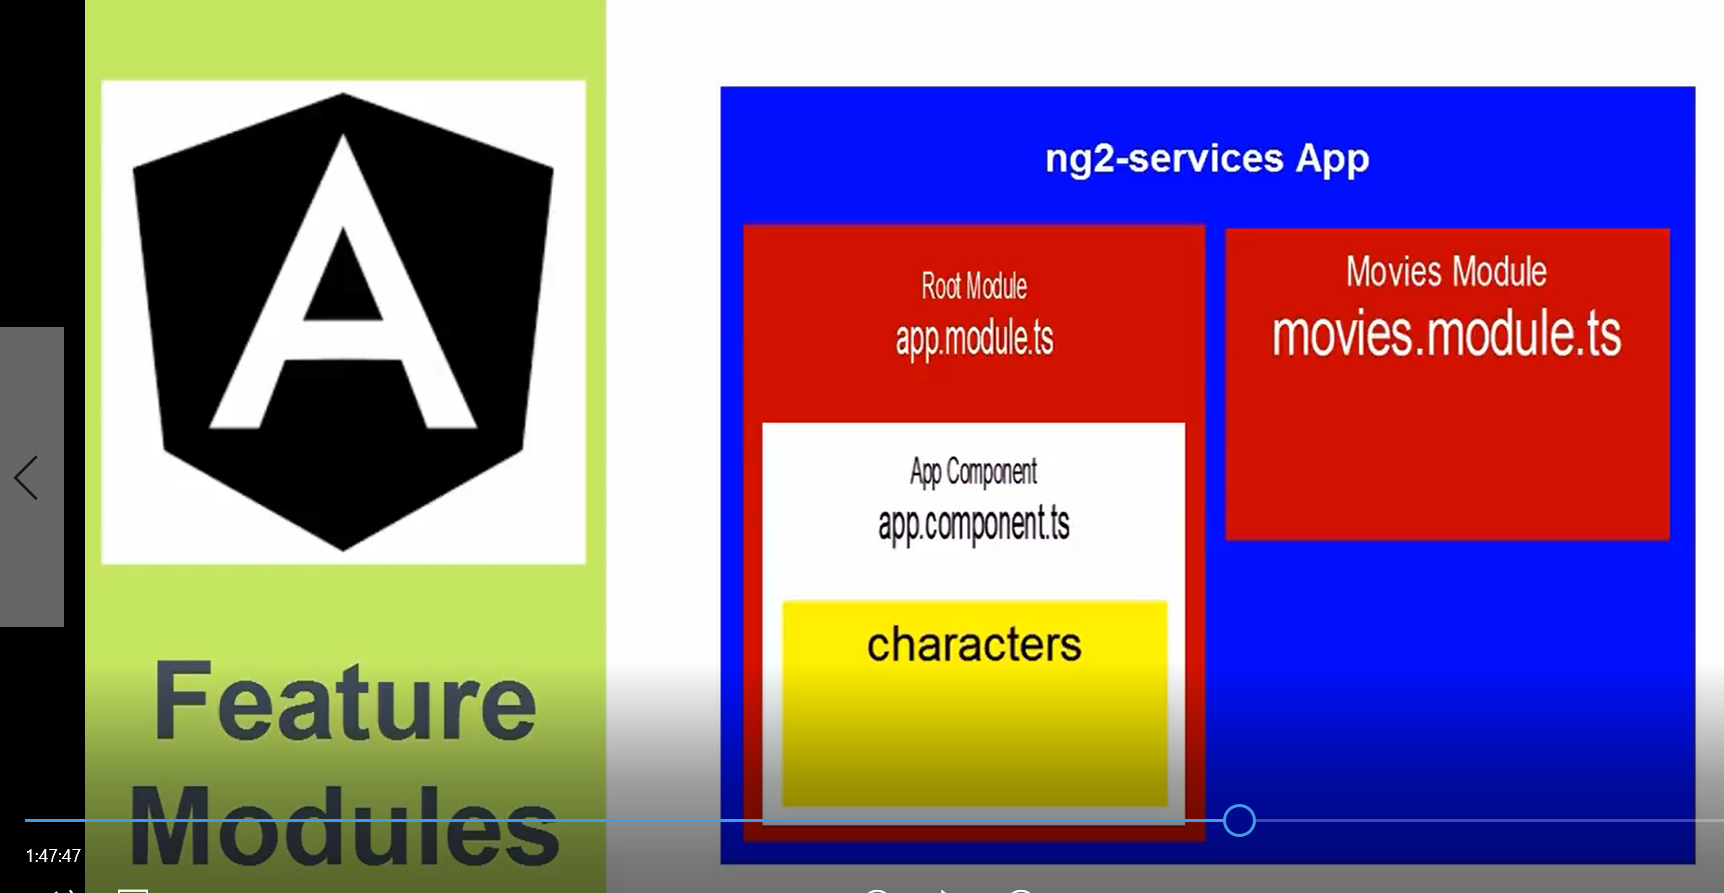 Feature
Modules
ng2-services App
Root Module
app.module.ts
App Component
app.component.ts
characters
Movies Module
movies.module.ts
1:47:47